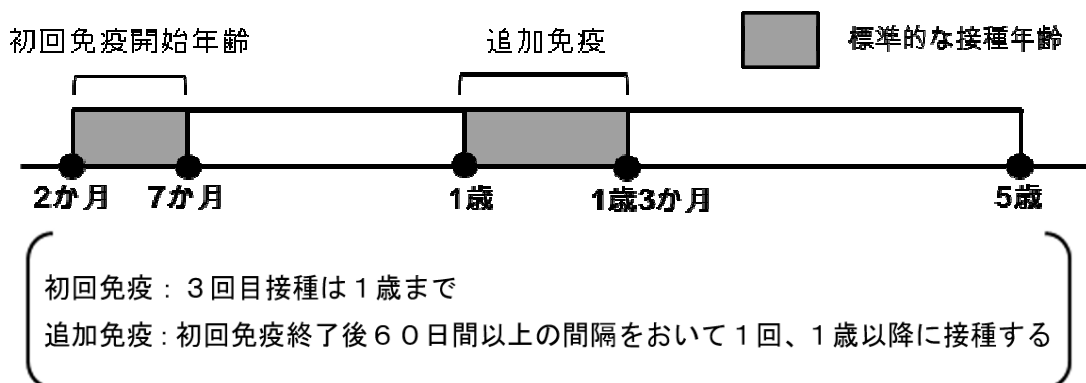 初回免疫開始年齢
追加免疫
標準的な接種年齢
2か月
7か月
1歳
1歳3か月
5歳
初回免疫：３回目接種は１歳まで
追加免疫：初回免疫終了後６０日間以上の間隔をおいて１回、１歳以降に接種する